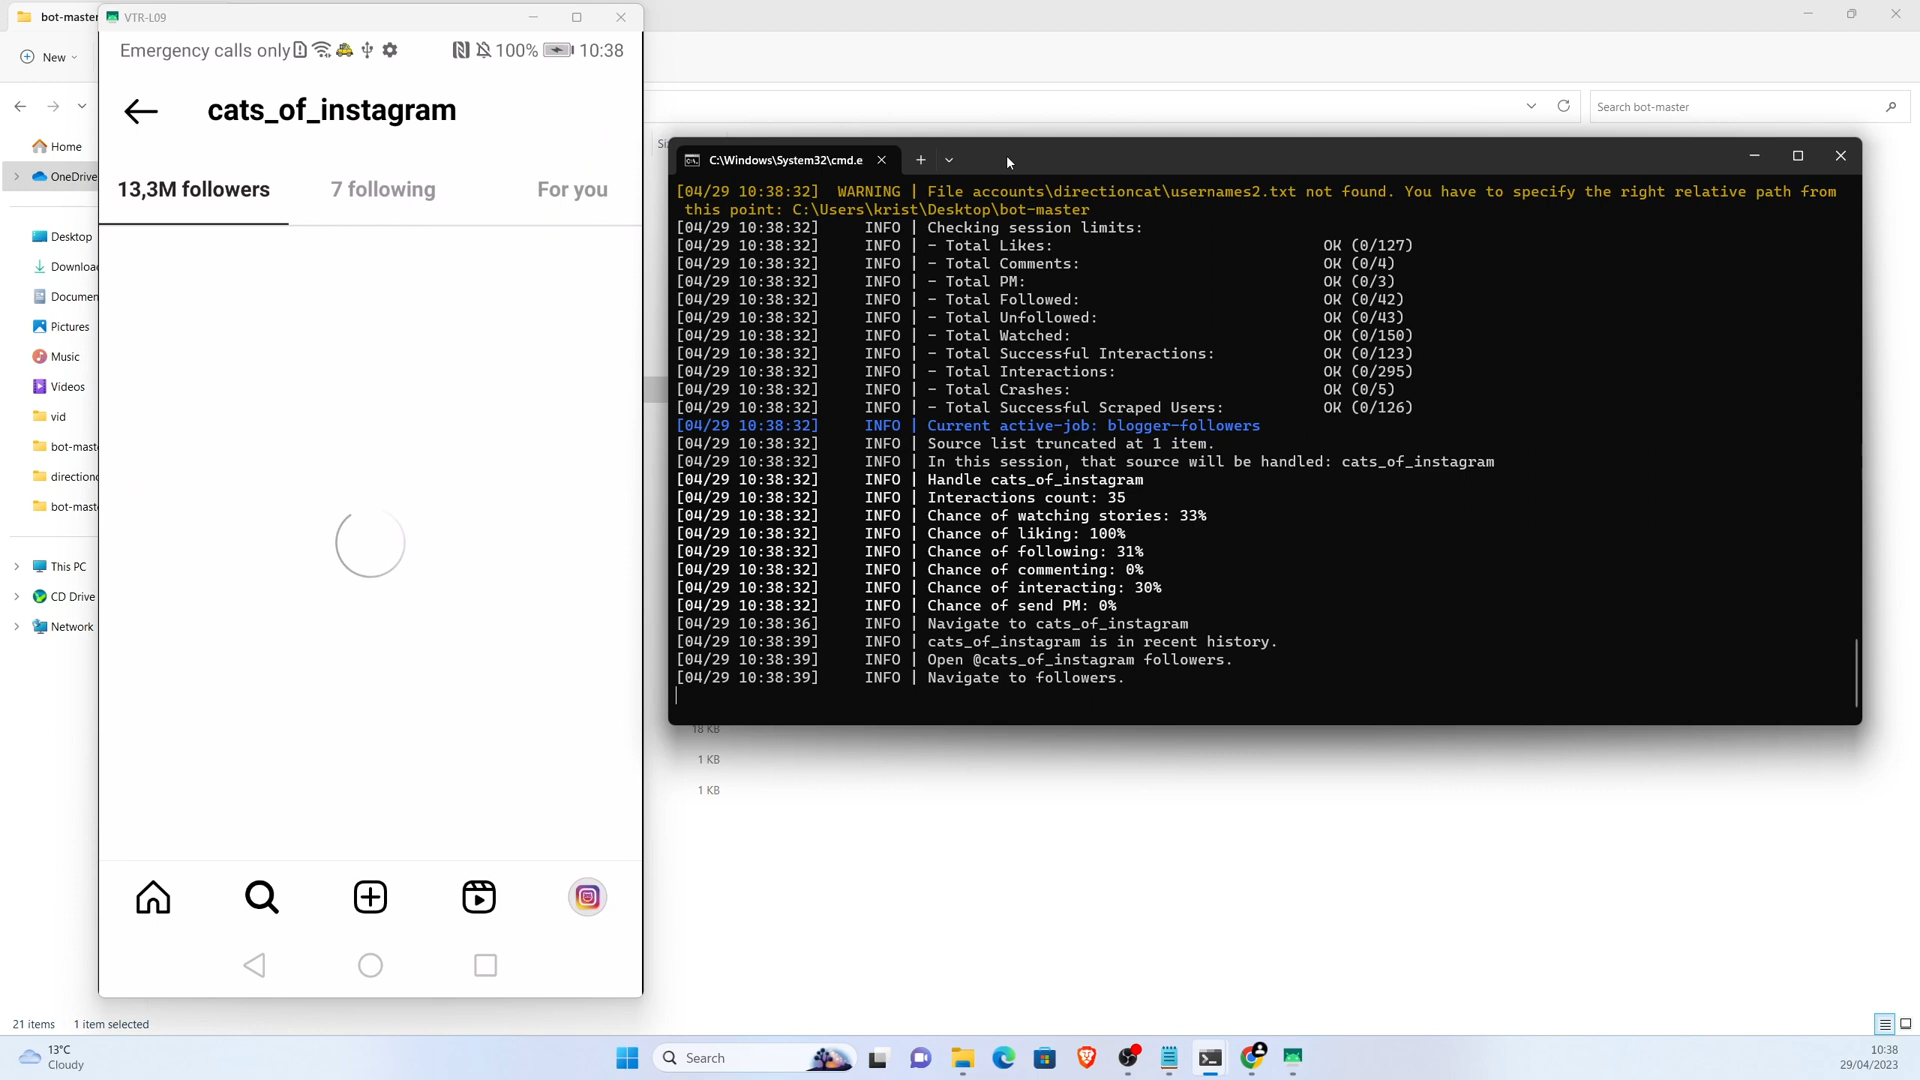 bot-master
VTR-L09
New
Emergency calls only
100%
10:38
cats_of_instagram
13,3M followers
7 following
For you
Home
OneDrive
Desktop
Documen
Pictures
Music
Videos
vid
This PC
CD Drive
Network
Search bot-master
C:\Windows\System32\cmd.e
[04/29 10:38:32] WARNING | File accounts\directioncat\usernames2.txt not found. You have to specify the right relative path from
this point: C:\Users\krist\Desktop\bot-master
[04/29 10:38:32] INFO | Checking session limits:
[04/29 10:38:32] INFO | - Total Likes: OK (0/127)
[04/29 10:38:32] INFO | - Total Comments: OK (0/4)
[04/29 10:38:32] INFO | - Total PM: OK (0/3)
[04/29 10:38:32] INFO | - Total Followed: OK (0/42)
[04/29 10:38:32] INFO | - Total Unfollowed: OK (0/43)
[04/29 10:38:32] INFO | - Total Watched: OK (0/150)
[04/29 10:38:32] INFO | - Total Successful Interactions: OK (0/123)
[04/29 10:38:32] INFO | - Total Interactions: OK (0/295)
[04/29 10:38:32] INFO | - Total Crashes: OK (0/5)
[04/29 10:38:32] INFO | - Total Successful Scraped Users: OK (0/126)
[04/29 10:38:32] INFO | Current active-job: blogger-followers
[04/29 10:38:32] INFO | Source list truncated at 1 item.
[04/29 10:38:32] INFO | In this session, that source will be handled: cats_of_instagram
[04/29 10:38:32] INFO | Handle cats_of_instagram
[04/29 10:38:32] INFO | Interactions count: 35
[04/29 10:38:32] INFO | Chance of watching stories: 33%
[04/29 10:38:32] INFO | Chance of liking: 100%
[04/29 10:38:32] INFO | Chance of following: 31%
[04/29 10:38:32] INFO | Chance of commenting: 0%
[04/29 10:38:32] INFO | Chance of interacting: 30%
[04/29 10:38:32] INFO | Chance of send PM: 0%
[04/29 10:38:36] INFO | Navigate to cats_of_instagram
[04/29 10:38:39] INFO | cats_of_instagram is in recent history.
[04/29 10:38:39] INFO | Open @cats_of_instagram followers.
[04/29 10:38:39] INFO | Navigate to followers.
18 KB
1 KB
1 KB
21 items
1 item selected
13°C
Cloudy
Search
10:38
29/04/2023